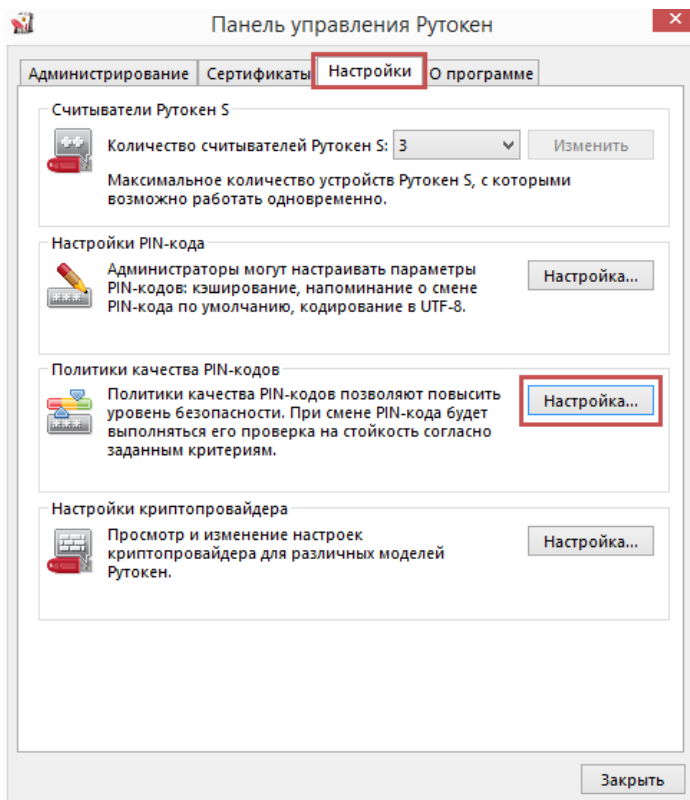 Панель управления Рутокен
Администрирование Сертификаты Настройки О программе
Считыватели Рутокен S
Количество считывателей Рутокен S: 3 Изменить
Максимальное количество устройств Рутокен S, с которыми
возможно работать одновременно.
Настройки PIN-кода
Администраторы могут настраивать параметры
PIN-кодов: кэширование, напоминание о смене
PIN-кода по умолчанию, кодирование в UTF-8.
Настройка...
Политики качества PIN-кодов
Политики качества PIN-кодов позволяют повысить
уровень безопасности. При смене PIN-кода будет
выполняться его проверка на стойкость согласно
заданным критериям.
Настройка...
Настройки криптопровайдера
Просмотр и изменение настроек
криптопровайдера для различных моделей
Рутокен.
Настройка...
Закрыть